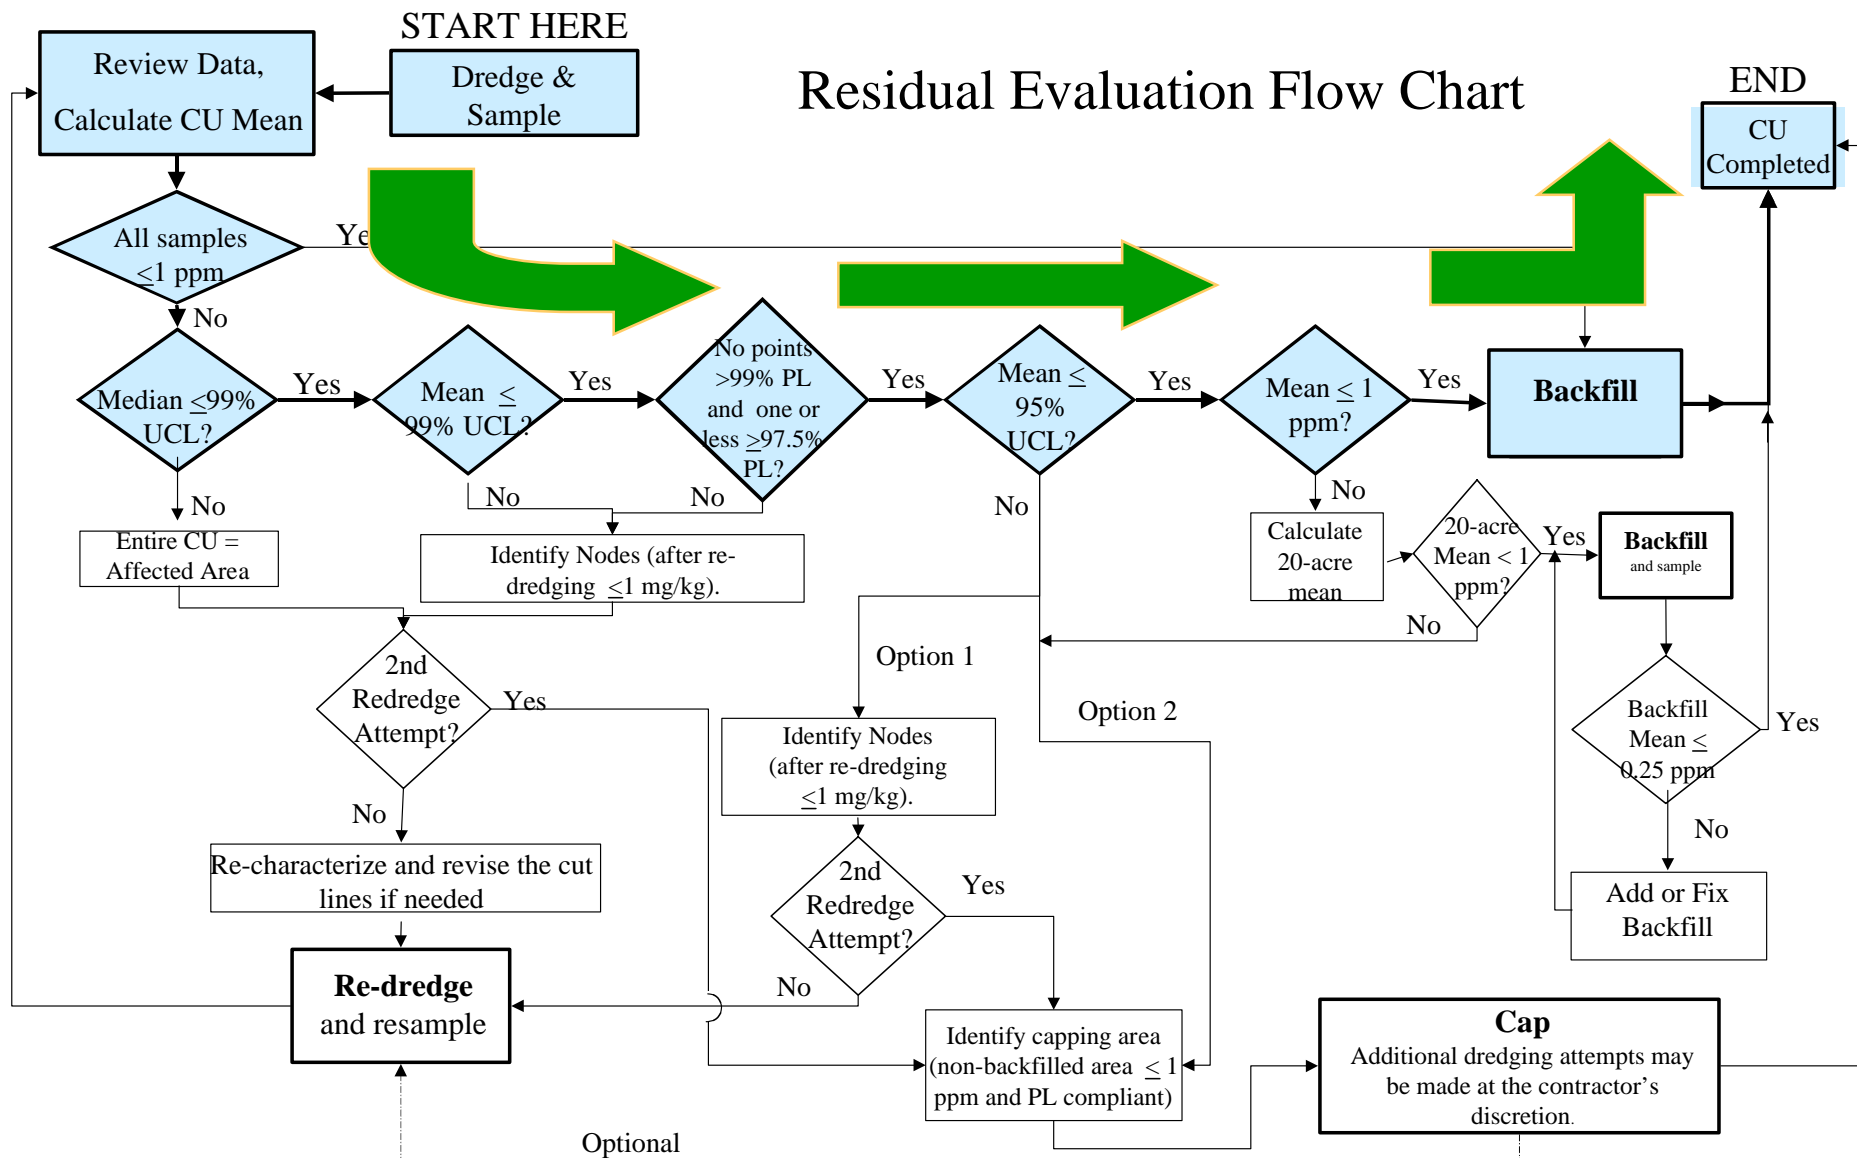 START HERE
Residual Evaluation Flow Chart
END
Review Data,
Calculate CU Mean
Dredge &
Sample
CU
Completed
All samples
≤1 ppm
Yes
No
Median ≤99%
UCL?
Yes
Mean ≤
99% UCL?
Yes
No points
>99% PL
and one or
less ≥97.5%
PL?
Yes
Mean ≤
95%
UCL?
Yes
Mean ≤ 1
ppm?
Yes
Backfill
No
No
No
No
No
Entire CU =
Affected Area
Identify Nodes (after re-
dredging ≤1 mg/kg).
Calculate
20-acre
mean
20-acre
Mean < 1
ppm?
Yes
Backfill
and sample
No
2nd
Redredge
Attempt?
Yes
Option 1
Option 2
Backfill
Mean ≤
0.25 ppm
Yes
No
Identify Nodes
(after re-dredging
≤1 mg/kg).
No
Re-characterize and revise the cut
lines if needed
2nd
Redredge
Attempt?
Yes
No
Add or Fix
Backfill
Re-dredge
and resample
Identify capping area
(non-backfilled area ≤ 1
ppm and PL compliant)
Cap
Additional dredging attempts may
be made at the contractor's
discretion.
Optional